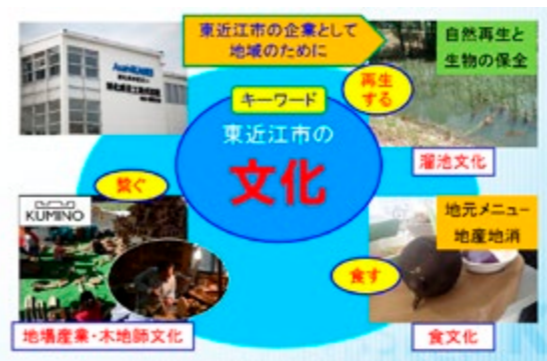 東近江市の企業として
地域のために
自然再生と
生物の保全
再生
する
キーワード
東近江市の
文化
溜池文化
繋ぐ
KUMINO
地元メニュー
地産地消
食す
地場産業・木地師文化
食文化